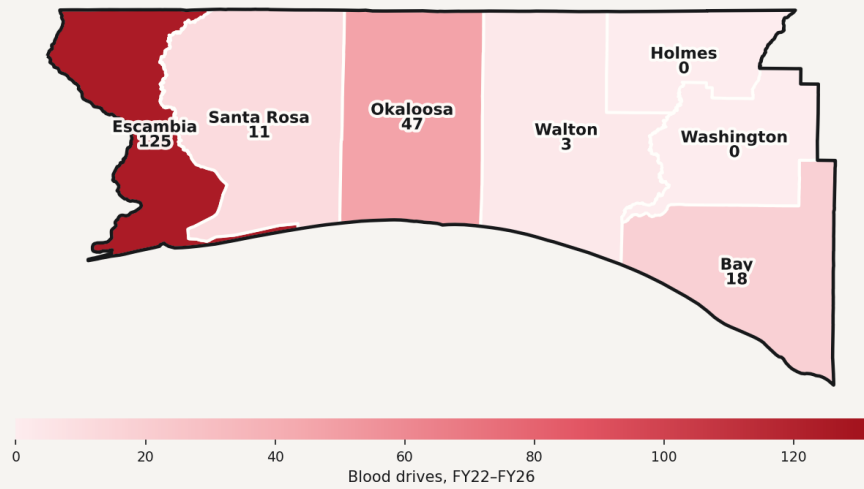 Holmes
0
Escambia
125
Santa Rosa
11
Okaloosa
47
Walton
3
Washington
0
Bay
18
0 20 40 60 80 100 120
Blood drives, FY22–FY26